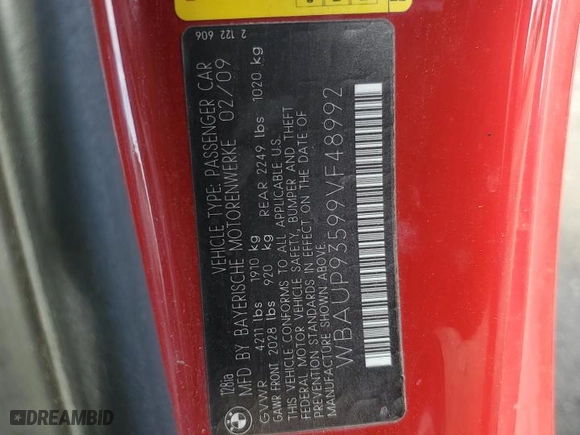 2 122 606
VEHICLE TYPE: PASSENGER CAR
128ia MFD BY BAYERISCHE MOTORENWERKE 02/09
GVWR 4211 lbs 1910 kg
GAWR FRONT 2028 lbs 920 kg REAR 2249 lbs 1020 kg
THIS VEHICLE CONFORMS TO ALL APPLICABLE U.S.
FEDERAL MOTOR VEHICLE SAFETY, BUMPER AND THEFT
PREVENTION STANDARDS IN EFFECT ON THE DATE OF
MANUFACTURE SHOWN ABOVE.
WBAUP93599VF48992
BMW
DREAMBID